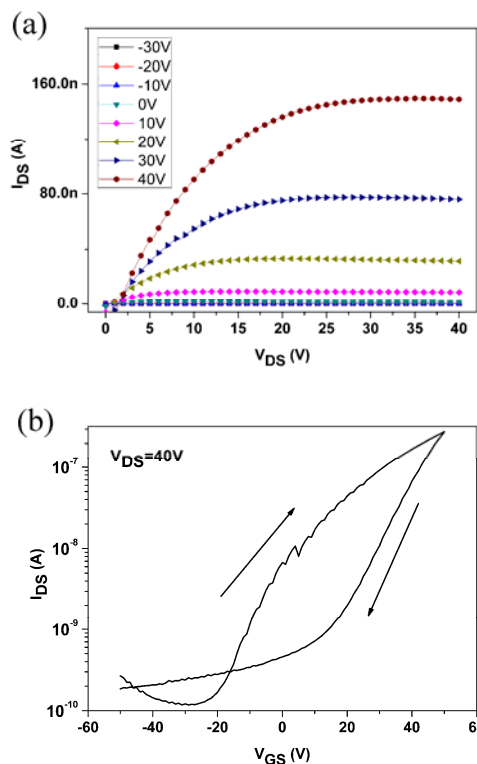 (a)
-30V
-20V
-10V
0V
10V
20V
30V
40V
160.0n
80.0n
0.0
I_DS (A)
0 5 10 15 20 25 30 35 40
V_DS (V)
(b)
V_DS=40V
10^-7
10^-8
10^-9
10^-10
I_DS (A)
-60 -40 -20 0 20 40 6
V_GS (V)